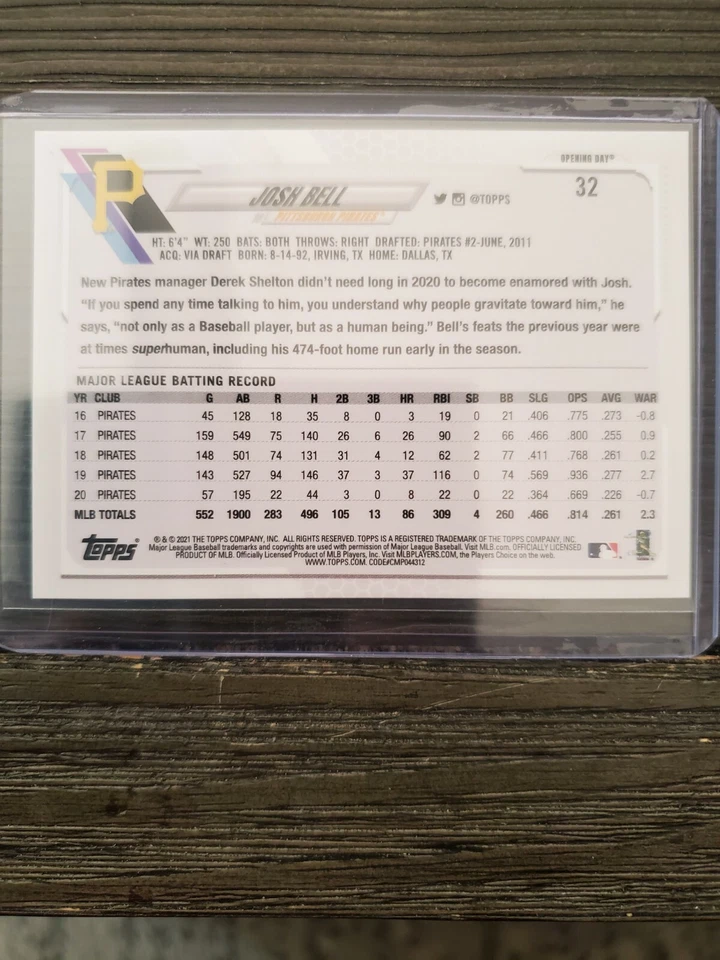 P
OPENING DAY®
32
JOSH BELL
PITTSBURGH PIRATES®
@TOPPS
HT: 6'4" WT: 250 BATS: BOTH THROWS: RIGHT DRAFTED: PIRATES #2-JUNE, 2011
ACQ: VIA DRAFT BORN: 8-14-92, IRVING, TX HOME: DALLAS, TX
New Pirates manager Derek Shelton didn't need long in 2020 to become enamored with Josh.
"If you spend any time talking to him, you understand why people gravitate toward him," he
says, "not only as a Baseball player, but as a human being." Bell's feats the previous year were
at times superhuman, including his 474-foot home run early in the season.
MAJOR LEAGUE BATTING RECORD
YR CLUB G AB R H 2B 3B HR RBI SB BB SLG OPS AVG WAR
16 PIRATES 45 128 18 35 8 0 3 19 0 21 .406 .775 .273 -0.8
17 PIRATES 159 549 75 140 26 6 26 90 2 66 .466 .800 .255 0.9
18 PIRATES 148 501 74 131 31 4 12 62 2 77 .411 .768 .261 0.2
19 PIRATES 143 527 94 146 37 3 37 116 0 74 .569 .936 .277 2.7
20 PIRATES 57 195 22 44 3 0 8 22 0 22 .364 .669 .226 -0.7
MLB TOTALS 552 1900 283 496 105 13 86 309 4 260 .466 .814 .261 2.3
Topps®
® & © 2021 THE TOPPS COMPANY, INC. ALL RIGHTS RESERVED. TOPPS IS A REGISTERED TRADEMARK OF THE TOPPS COMPANY, INC.
Major League Baseball trademarks and copyrights are used with permission of Major League Baseball. Visit MLB.com. OFFICIALLY LICENSED
PRODUCT OF MLB. Officially Licensed Product of MLB Players, Inc. Visit MLBPLAYERS.COM, the Players Choice on the web.
WWW.TOPPS.COM. CODE#CMP044312